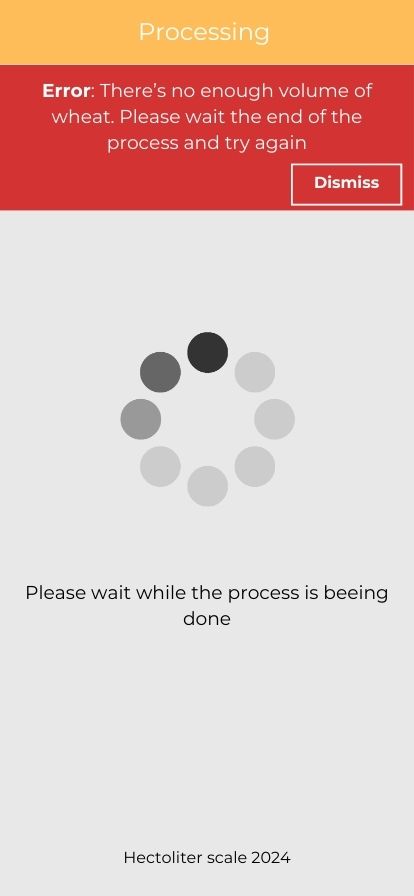 Processing
Error: There's no enough volume of
wheat. Please wait the end of the
process and try again
Dismiss
Please wait while the process is beeing
done
Hectoliter scale 2024